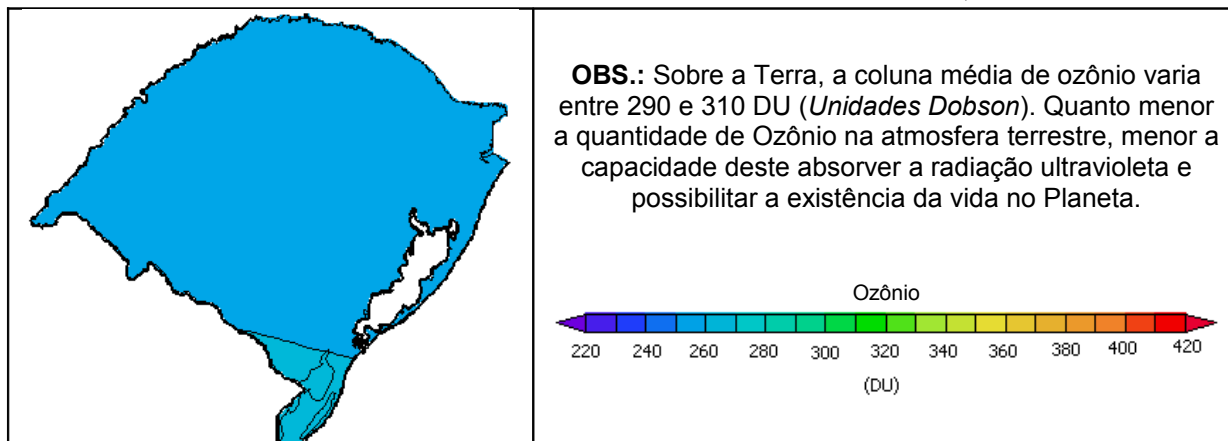 OBS.: Sobre a Terra, a coluna média de ozônio varia
entre 290 e 310 DU (Unidades Dobson). Quanto menor
a quantidade de Ozônio na atmosfera terrestre, menor a
capacidade deste absorver a radiação ultravioleta e
possibilitar a existência da vida no Planeta.
Ozônio
220 240 260 280 300 320 340 360 380 400 420
(DU)